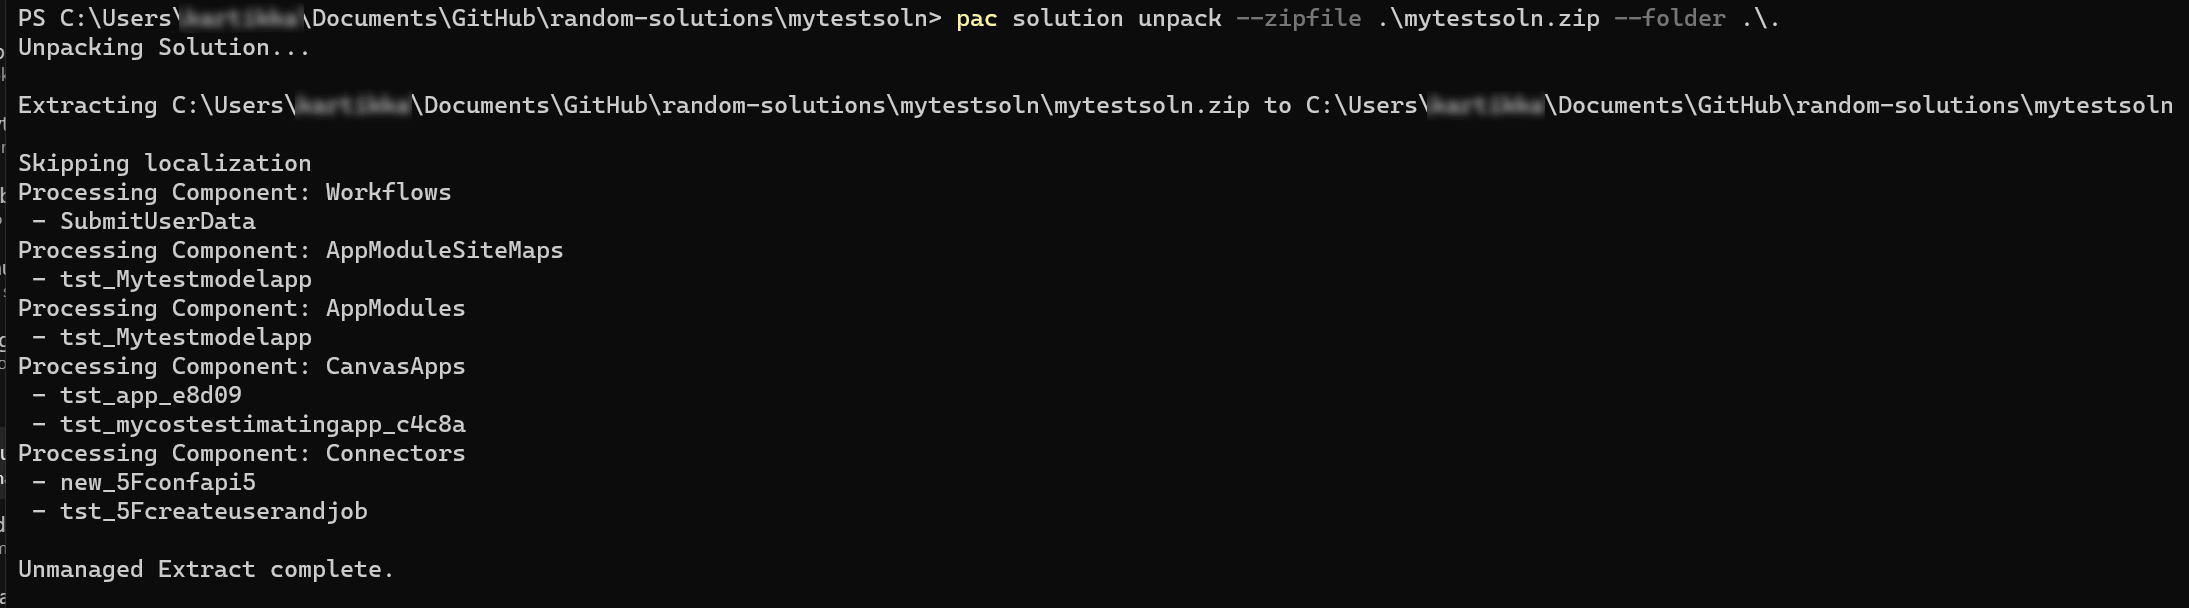 PS C:\Users\ \Documents\GitHub\random-solutions\mytestsoln> pac solution unpack --zipfile .\mytestsoln.zip --folder .\.
Unpacking Solution...
Extracting C:\Users\ \Documents\GitHub\random-solutions\mytestsoln\mytestsoln.zip to C:\Users\ \Documents\GitHub\random-solutions\mytestsoln
Skipping localization
Processing Component: Workflows
 - SubmitUserData
Processing Component: AppModuleSiteMaps
 - tst_Mytestmodelapp
Processing Component: AppModules
 - tst_Mytestmodelapp
Processing Component: CanvasApps
 - tst_app_e8d09
 - tst_mycostestimatingapp_c4c8a
Processing Component: Connectors
 - new_5Fconfapi5
 - tst_5Fcreateuserandjob
Unmanaged Extract complete.